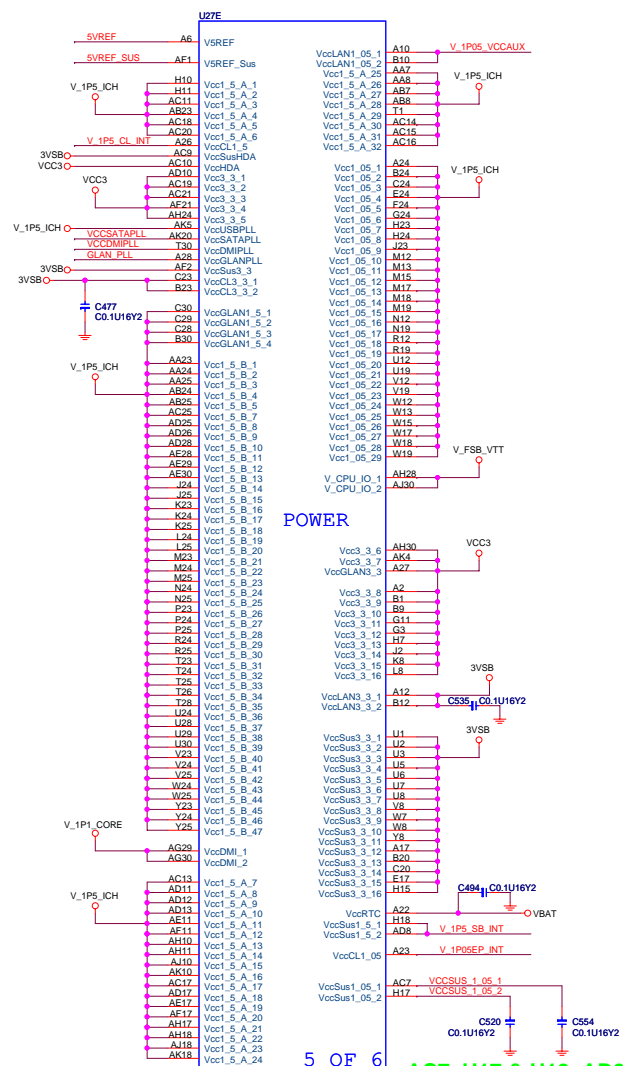 U27E
5VREF A6 V5REF
5VREF_SUS AF1 V5REF_Sus
V_1P5_ICH
H10 Vcc1_5_A_1
H11 Vcc1_5_A_2
AC11 Vcc1_5_A_3
AB23 Vcc1_5_A_4
AC18 Vcc1_5_A_5
AC20 Vcc1_5_A_6
V_1P5_CL_INT A26 VccCL1_5
3VSB AC9 VccSusHDA
VCC3 AC10 VccHDA
VCC3
AD10 Vcc3_3_1
AC19 Vcc3_3_2
AC21 Vcc3_3_3
AF21 Vcc3_3_4
AH24 Vcc3_3_5
V_1P5_ICH AK5 VccUSBPLL
VCCSATAPLL AK20 VccSATAPLL
VCCDMIPLL T30 VccDMIPLL
GLAN_PLL A28 VccGLANPLL
3VSB AF2 VccSus3_3
3VSB C23 VccCL3_3_1
B23 VccCL3_3_2
C477
C0.1U16Y2
C30 VccGLAN1_5_1
C29 VccGLAN1_5_2
C28 VccGLAN1_5_3
B30 VccGLAN1_5_4
V_1P5_ICH
AA23 Vcc1_5_B_1
AA24 Vcc1_5_B_2
AA25 Vcc1_5_B_3
AB24 Vcc1_5_B_4
AB25 Vcc1_5_B_5
AC25 Vcc1_5_B_7
AD25 Vcc1_5_B_8
AD26 Vcc1_5_B_9
AD28 Vcc1_5_B_10
AE28 Vcc1_5_B_11
AE29 Vcc1_5_B_12
AE30 Vcc1_5_B_13
J24 Vcc1_5_B_14
J25 Vcc1_5_B_15
K23 Vcc1_5_B_16
K24 Vcc1_5_B_17
K25 Vcc1_5_B_18
L24 Vcc1_5_B_19
L25 Vcc1_5_B_20
M23 Vcc1_5_B_21
M24 Vcc1_5_B_22
M25 Vcc1_5_B_23
N24 Vcc1_5_B_24
N25 Vcc1_5_B_25
P23 Vcc1_5_B_26
P24 Vcc1_5_B_27
P25 Vcc1_5_B_28
R24 Vcc1_5_B_29
R25 Vcc1_5_B_30
T23 Vcc1_5_B_31
T24 Vcc1_5_B_32
T25 Vcc1_5_B_33
T26 Vcc1_5_B_34
T28 Vcc1_5_B_35
U24 Vcc1_5_B_36
U28 Vcc1_5_B_37
U29 Vcc1_5_B_38
U30 Vcc1_5_B_39
V23 Vcc1_5_B_40
V24 Vcc1_5_B_41
V25 Vcc1_5_B_42
W24 Vcc1_5_B_43
W25 Vcc1_5_B_44
Y23 Vcc1_5_B_45
Y24 Vcc1_5_B_46
Y25 Vcc1_5_B_47
V_1P1_CORE
AG29 VccDMI_1
AG30 VccDMI_2
V_1P5_ICH
AC13 Vcc1_5_A_7
AD11 Vcc1_5_A_8
AD12 Vcc1_5_A_9
AD13 Vcc1_5_A_10
AE11 Vcc1_5_A_11
AF11 Vcc1_5_A_12
AH10 Vcc1_5_A_13
AH11 Vcc1_5_A_14
AJ10 Vcc1_5_A_15
AK10 Vcc1_5_A_16
AC17 Vcc1_5_A_17
AD17 Vcc1_5_A_18
AE17 Vcc1_5_A_19
AF17 Vcc1_5_A_20
AH17 Vcc1_5_A_21
AH18 Vcc1_5_A_22
AJ18 Vcc1_5_A_23
AK18 Vcc1_5_A_24
POWER
5 OF 6
VccLAN1_05_1 A10 V_1P05_VCCAUX
VccLAN1_05_2 B10
Vcc1_5_A_25 AA7
Vcc1_5_A_26 AA8
Vcc1_5_A_27 AB7
Vcc1_5_A_28 AB8
Vcc1_5_A_29 T1
Vcc1_5_A_30 AC14
Vcc1_5_A_31 AC15
Vcc1_5_A_32 AC16
V_1P5_ICH
Vcc1_05_1 A24
Vcc1_05_2 B24
Vcc1_05_3 C24
Vcc1_05_4 E24
Vcc1_05_5 F24
Vcc1_05_6 G24
Vcc1_05_7 H23
Vcc1_05_8 H24
Vcc1_05_9 J23
Vcc1_05_10 M12
Vcc1_05_11 M13
Vcc1_05_12 M15
Vcc1_05_13 M17
Vcc1_05_14 M18
Vcc1_05_15 M19
Vcc1_05_16 N12
Vcc1_05_17 N19
Vcc1_05_18 R12
Vcc1_05_19 R19
Vcc1_05_20 U12
Vcc1_05_21 U19
Vcc1_05_22 V12
Vcc1_05_23 V19
Vcc1_05_24 W12
Vcc1_05_25 W13
Vcc1_05_26 W15
Vcc1_05_27 W17
Vcc1_05_28 W18
Vcc1_05_29 W19
V_1P5_ICH
V_FSB_VTT
V_CPU_IO_1 AH28
V_CPU_IO_2 AJ30
VCC3
Vcc3_3_6 AH30
Vcc3_3_7 AK4
VccGLAN3_3 A27
Vcc3_3_8 A2
Vcc3_3_9 B1
Vcc3_3_10 B9
Vcc3_3_11 G11
Vcc3_3_12 G3
Vcc3_3_13 H7
Vcc3_3_14 J2
Vcc3_3_15 K8
Vcc3_3_16 L8
3VSB
VccLAN3_3_1 A12
VccLAN3_3_2 B12
C535 C0.1U16Y2
3VSB
VccSus3_3_1 U1
VccSus3_3_2 U2
VccSus3_3_3 U3
VccSus3_3_4 U5
VccSus3_3_5 U6
VccSus3_3_6 U7
VccSus3_3_7 U8
VccSus3_3_8 V8
VccSus3_3_9 W7
VccSus3_3_10 W8
VccSus3_3_11 Y8
VccSus3_3_12 A17
VccSus3_3_13 B20
VccSus3_3_14 C20
VccSus3_3_15 E17
VccSus3_3_16 H15
C494 C0.1U16Y2
VccRTC A22 VBAT
VccSus1_5_1 H18
VccSus1_5_2 AD8 V_1P5_SB_INT
VccCL1_05 A23 V_1P05EP_INT
VccSus1_05_1 AC7 VCCSUS_1_05_1
VccSus1_05_2 H17 VCCSUS_1_05_2
C520
C0.1U16Y2
C554
C0.1U16Y2